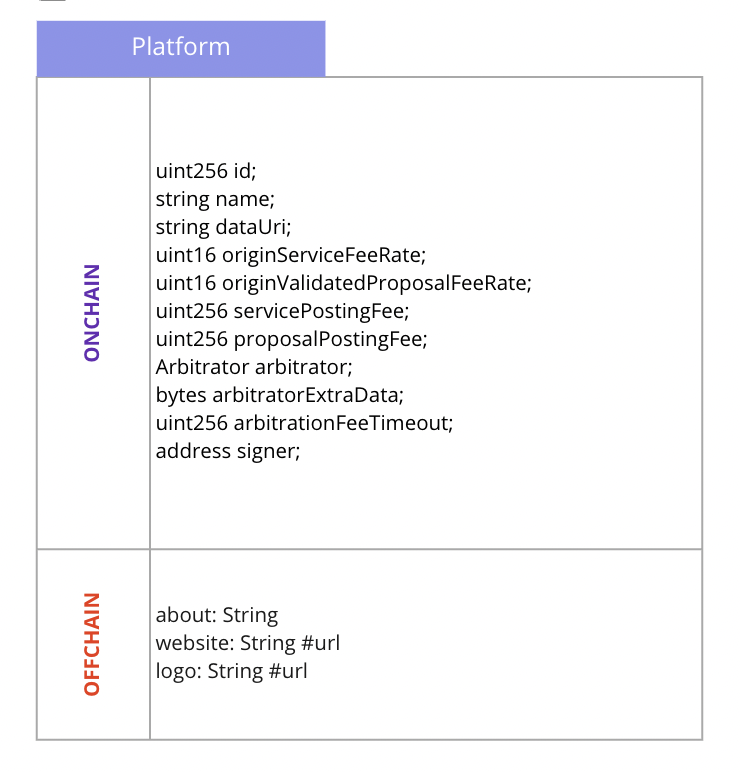 Platform
ONCHAIN
uint256 id;
string name;
string dataUri;
uint16 originServiceFeeRate;
uint16 originValidatedProposalFeeRate;
uint256 servicePostingFee;
uint256 proposalPostingFee;
Arbitrator arbitrator;
bytes arbitratorExtraData;
uint256 arbitrationFeeTimeout;
address signer;
OFFCHAIN
about: String
website: String #url
logo: String #url